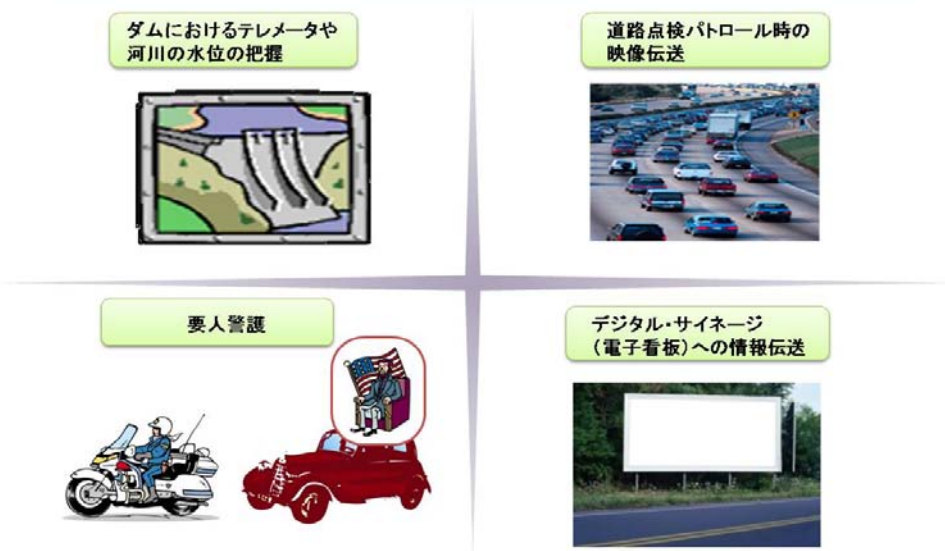 ダムにおけるテレメータや
河川の水位の把握
道路点検パトロール時の
映像伝送
要人警護
デジタル・サイネージ
（電子看板）への情報伝送